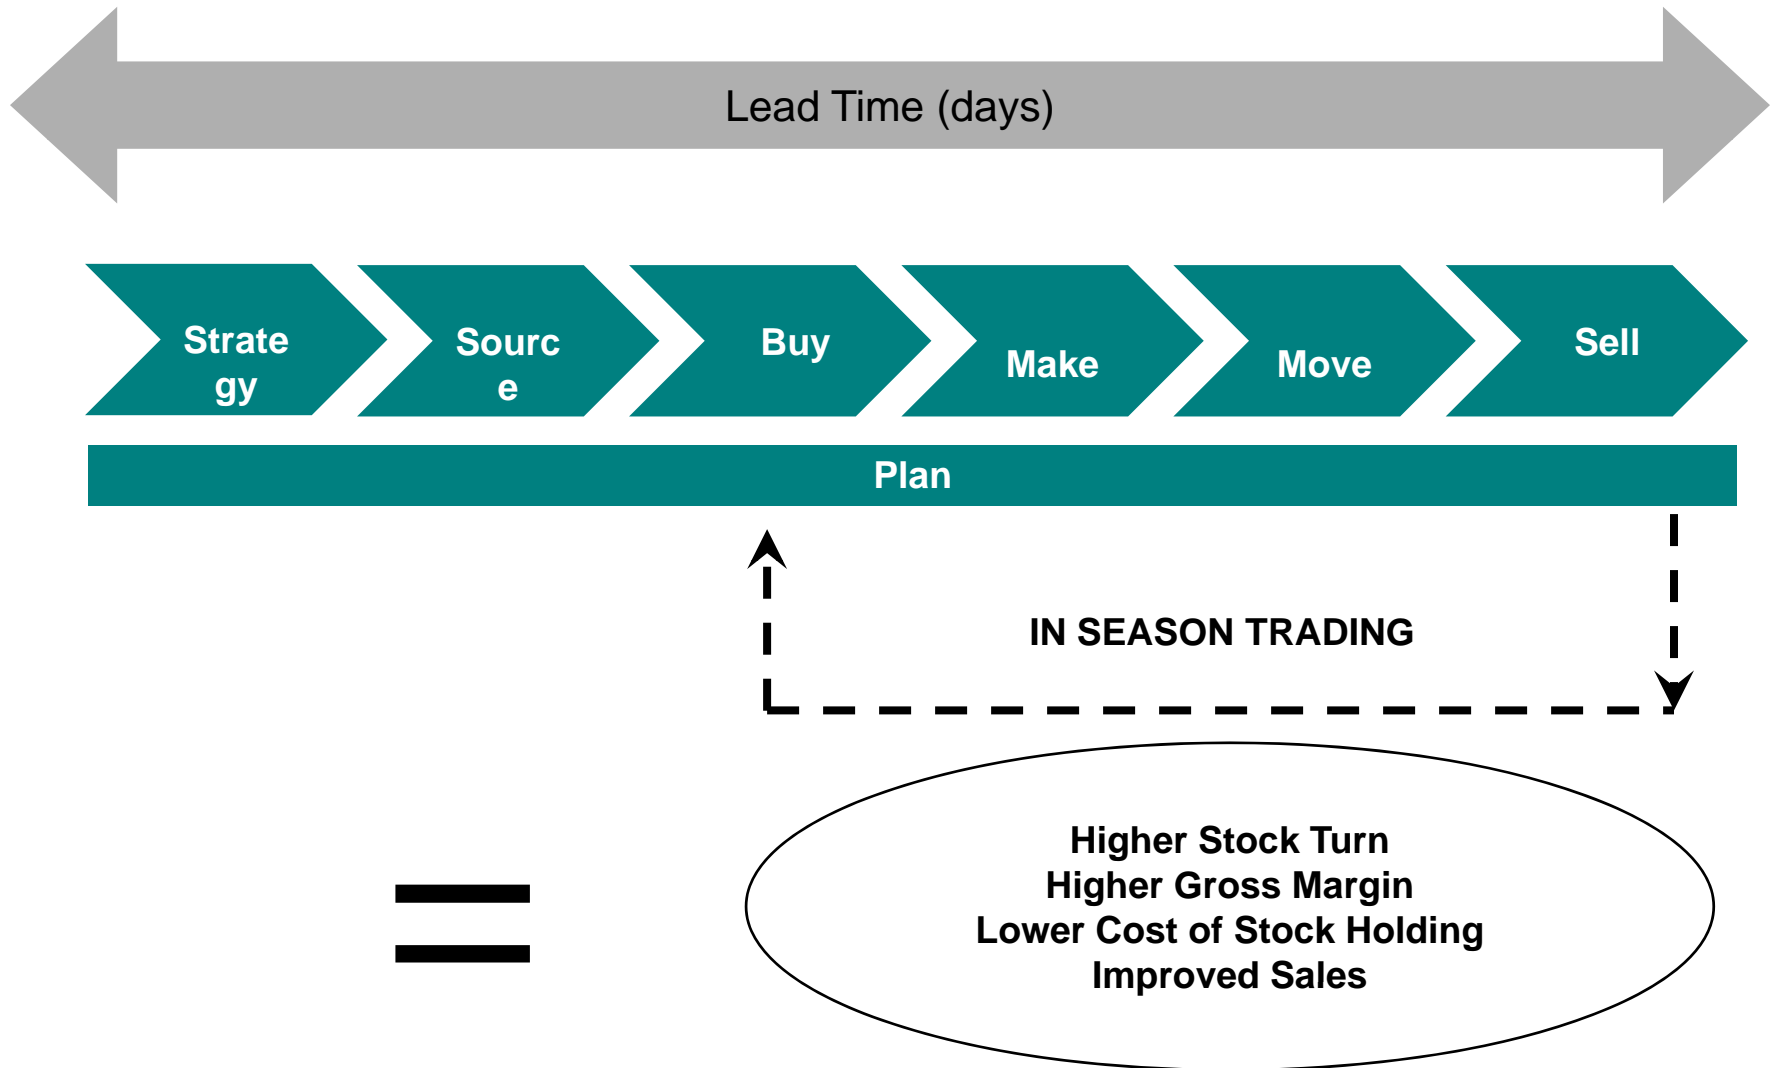 Lead Time (days)
Strate
gy
Sourc
e
Buy
Make
Move
Sell
Plan
IN SEASON TRADING
Higher Stock Turn
Higher Gross Margin
Lower Cost of Stock Holding
Improved Sales